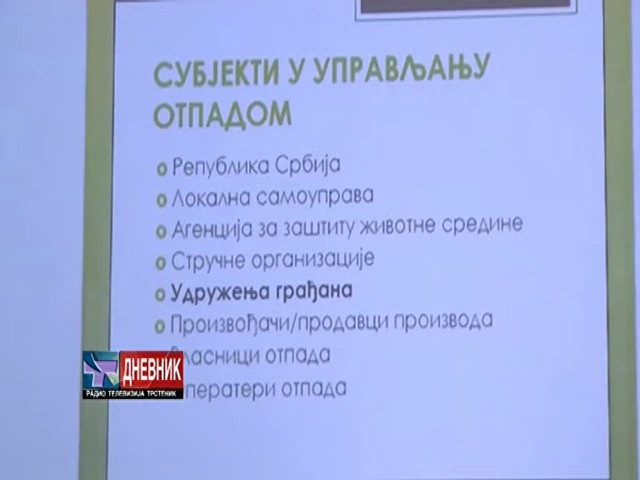 СУБЈЕКТИ У УПРАВЉАЊУ
ОТПАДОМ
Република Србија
Локална самоуправа
Агенција за заштиту животне средине
Стручне организације
Удружења грађана
Произвођачи/продавци производа
ласници отпада
ператери отпада
ДНЕВНИК
РАДИО ТЕЛЕВИЗИЈА ТРСТЕНИК